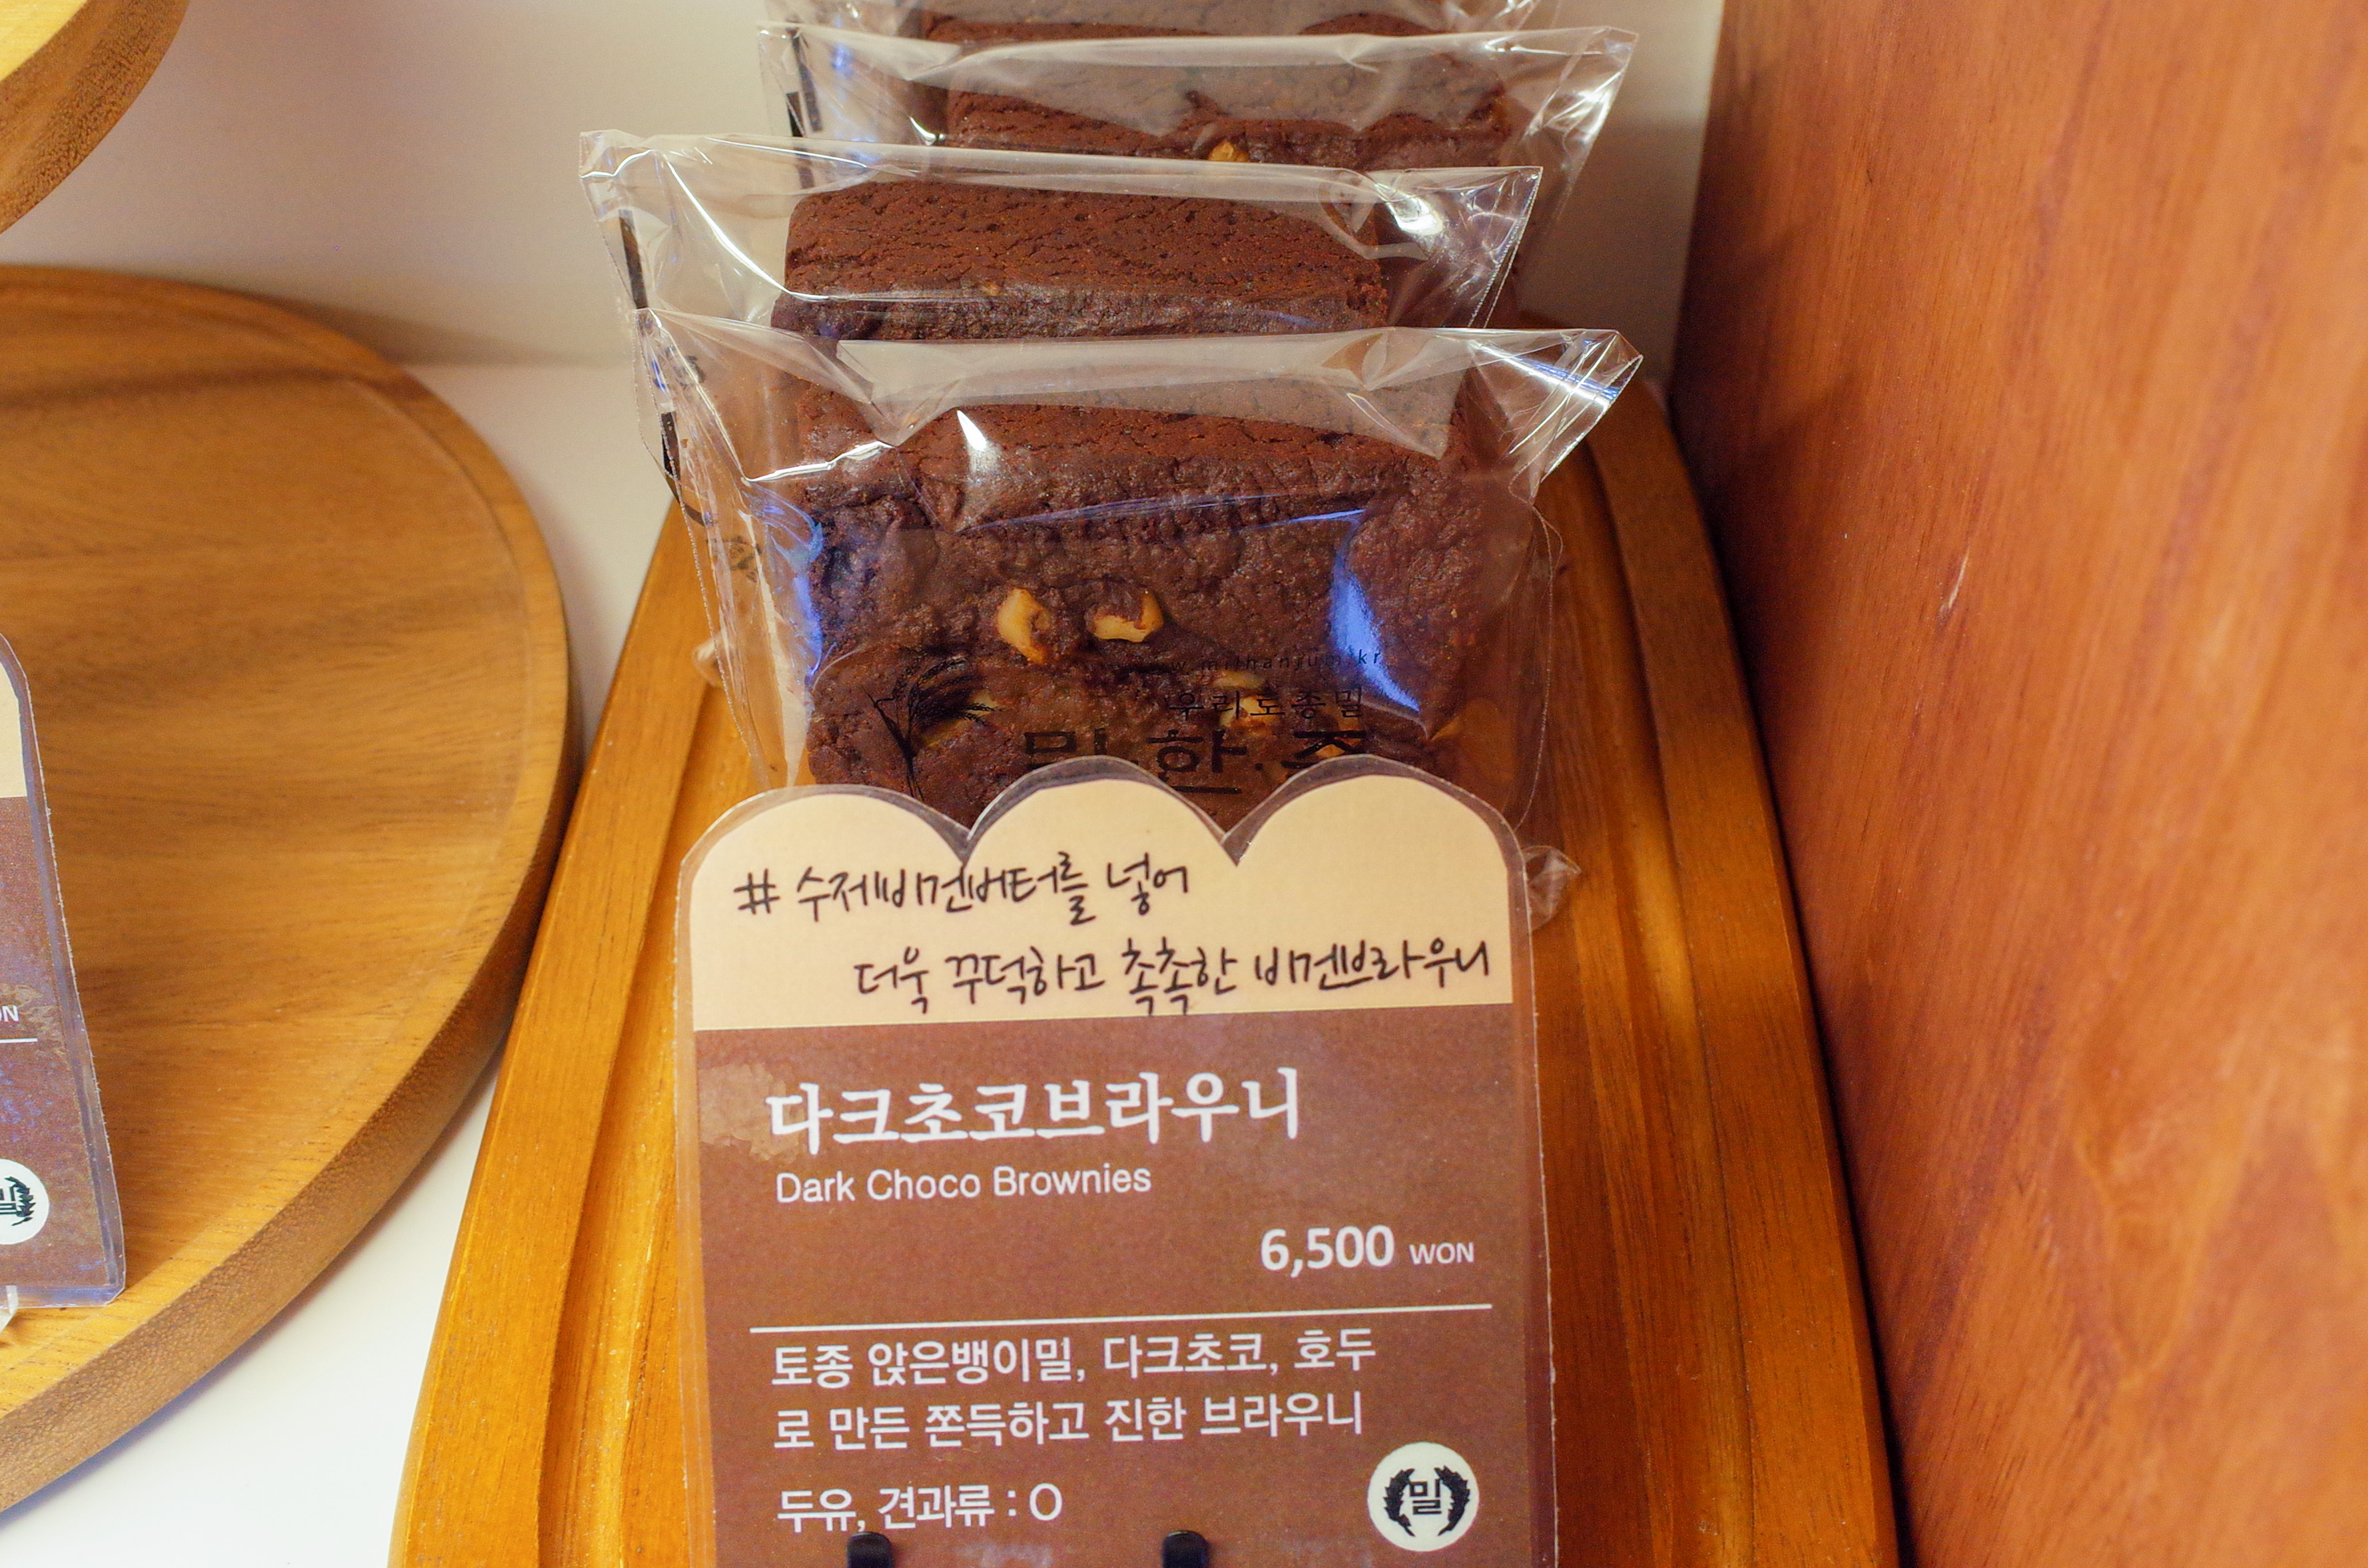 우리토종밀
밀한줌
# 수제비건버터를 넣어
더욱 꾸덕하고 촉촉한 비건브라우니
다크초코브라우니
Dark Choco Brownies
6,500 WON
토종 앉은뱅이밀, 다크초코, 호두
로 만든 쫀득하고 진한 브라우니
두유, 견과류 : O
밀